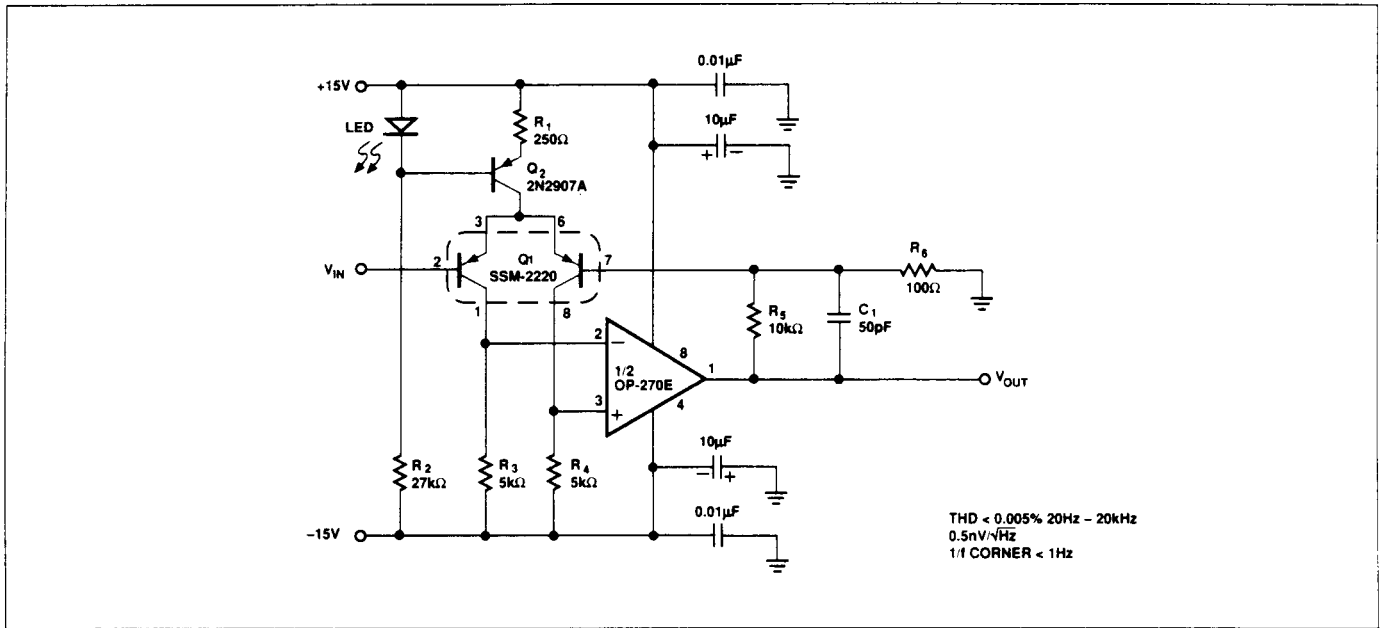 0.01µF
+15V
LED
R1
250Ω
10µF
+ −
Q2
2N2907A
3 6
VIN
2
Q1
SSM-2220
7
R6
100Ω
1 8
R5
10kΩ
C1
50pF
2
−
8
1/2
OP-270E
1
VOUT
3
+
4
R2
27kΩ
R3
5kΩ
R4
5kΩ
10µF
− +
0.01µF
−15V
THD < 0.005% 20Hz – 20kHz
0.5nV/√Hz
1/f CORNER < 1Hz